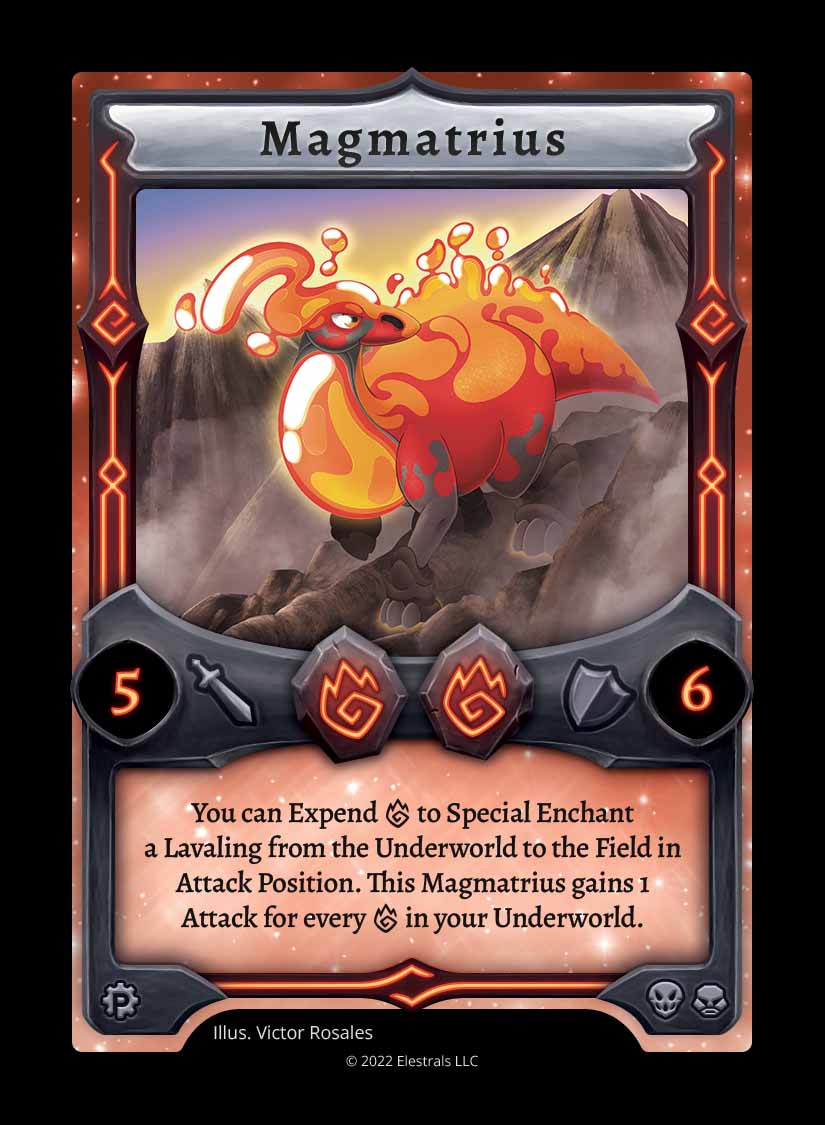 Magmatrius
5
6
You can Expend to Special Enchant
a Lavaling from the Underworld to the Field in
Attack Position. This Magmatrius gains 1
Attack for every in your Underworld.
P
Illus. Victor Rosales
© 2022 Elestrals LLC